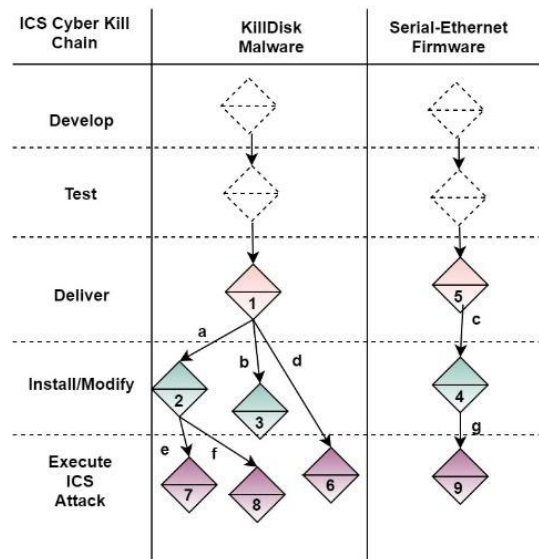 ICS Cyber Kill
Chain
KillDisk
Malware
Serial-Ethernet
Firmware
Develop
Test
Deliver
1
5
a
b
d
c
Install/Modify
2
3
4
e
f
g
Execute
ICS
Attack
7
8
6
9